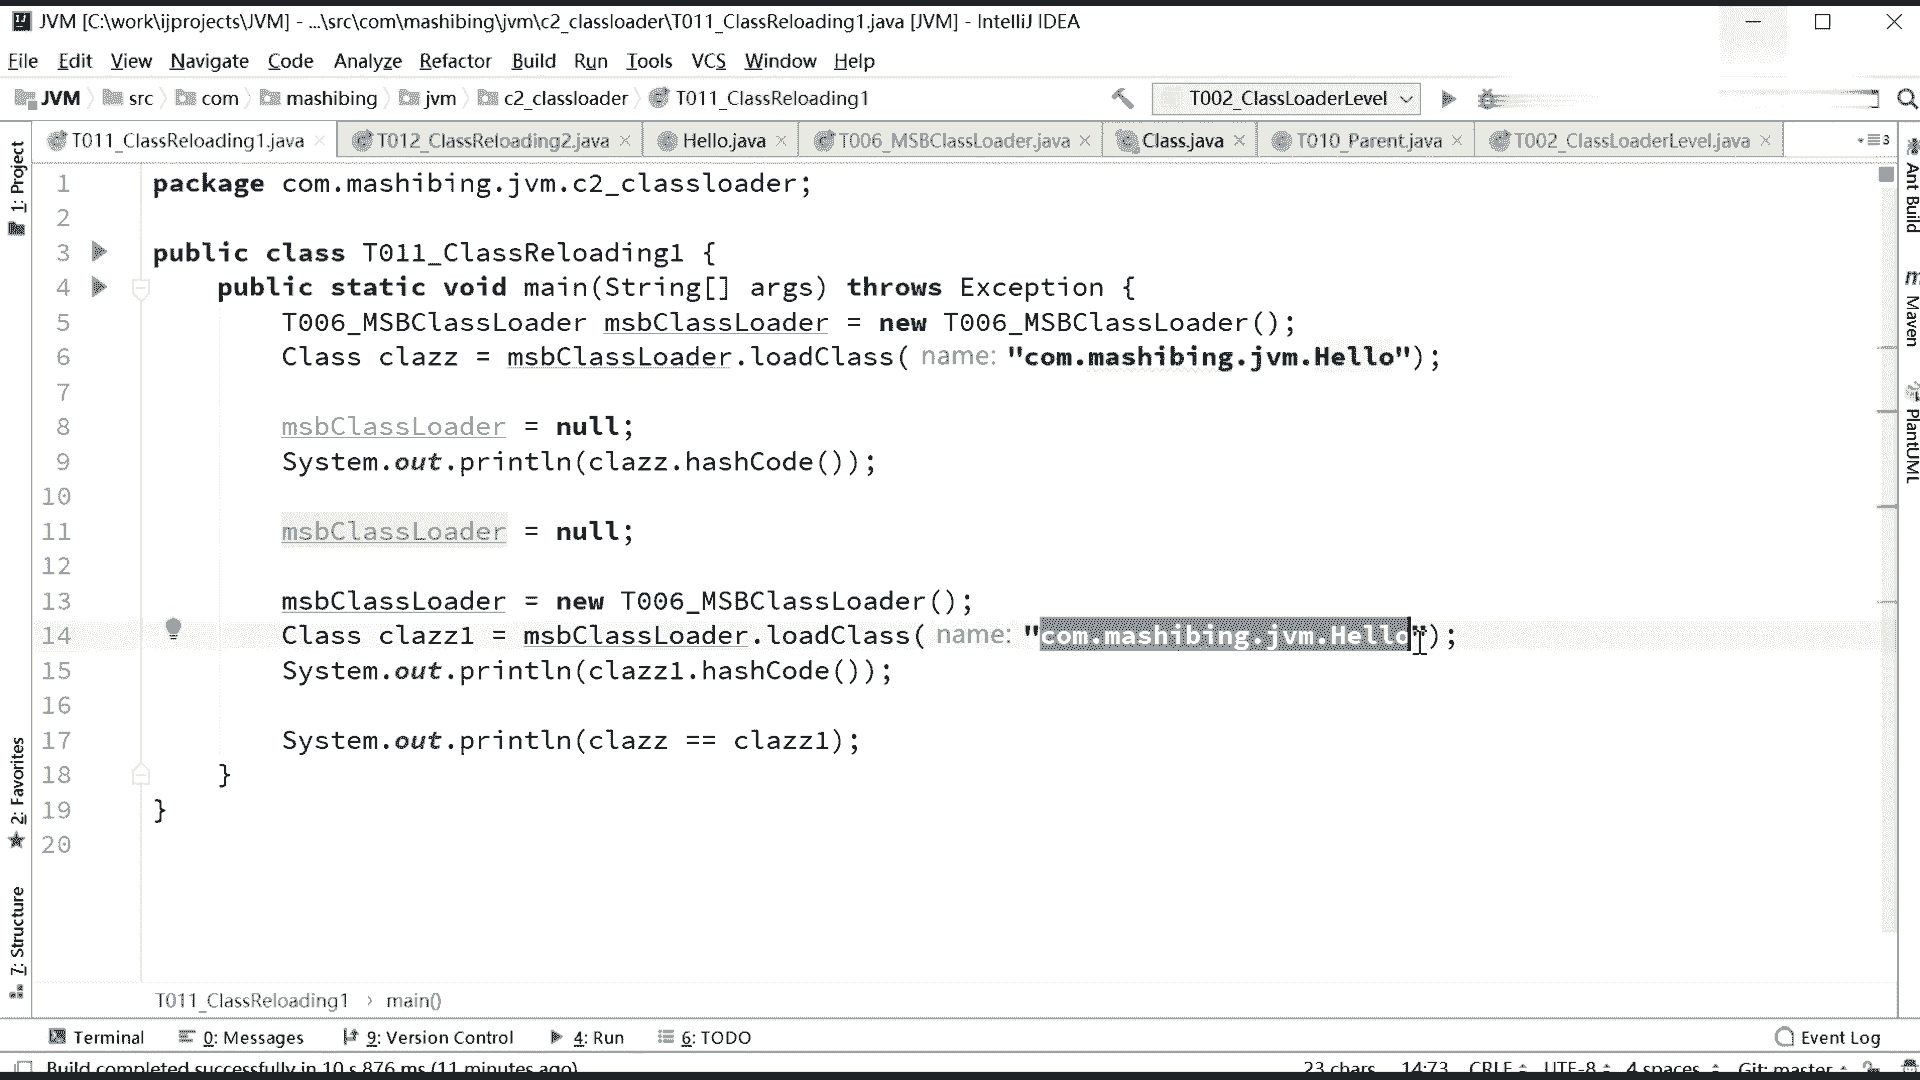 JVM [C:\work\ijprojects\JVM] - ...\src\com\mashibing\jvm\c2_classloader\T011_ClassReloading1.java [JVM] - IntelliJ IDEA
File Edit View Navigate Code Analyze Refactor Build Run Tools VCS Window Help
JVM src com mashibing jvm c2_classloader T011_ClassReloading1 T002_ClassLoaderLevel
T011_ClassReloading1.java T012_ClassReloading2.java Hello.java T006_MSBClassLoader.java Class.java T010_Parent.java T002_ClassLoaderLevel.java 3
1 package com.mashibing.jvm.c2_classloader;
2
3 public class T011_ClassReloading1 {
4 public static void main(String[] args) throws Exception {
5 T006_MSBClassLoader msbClassLoader = new T006_MSBClassLoader();
6 Class clazz = msbClassLoader.loadClass( name: "com.mashibing.jvm.Hello");
7
8 msbClassLoader = null;
9 System.out.println(clazz.hashCode());
10
11 msbClassLoader = null;
12
13 msbClassLoader = new T006_MSBClassLoader();
14 Class clazz1 = msbClassLoader.loadClass( name: "com.mashibing.jvm.Hello");
15 System.out.println(clazz1.hashCode());
16
17 System.out.println(clazz == clazz1);
18 }
19 }
20
1: Project
2: Favorites
7: Structure
Ant Build
Maven
PlantUML
T011_ClassReloading1 › main()
Terminal 0: Messages 9: Version Control 4: Run 6: TODO Event Log
Build completed successfully in 10 s 876 ms (11 minutes ago) 23 chars 14:73 CRLF UTF-8 4 spaces Git: master